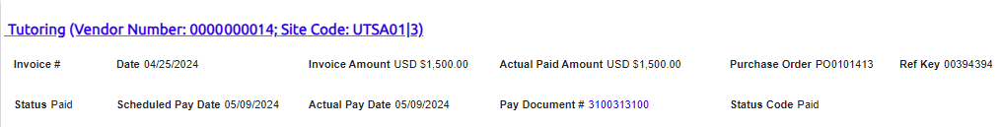 Tutoring (Vendor Number: 0000000014; Site Code: UTSA01|3)
Invoice # Date 04/25/2024 Invoice Amount USD $1,500.00 Actual Paid Amount USD $1,500.00 Purchase Order PO0101413 Ref Key 00394394
Status Paid Scheduled Pay Date 05/09/2024 Actual Pay Date 05/09/2024 Pay Document # 3100313100 Status Code Paid